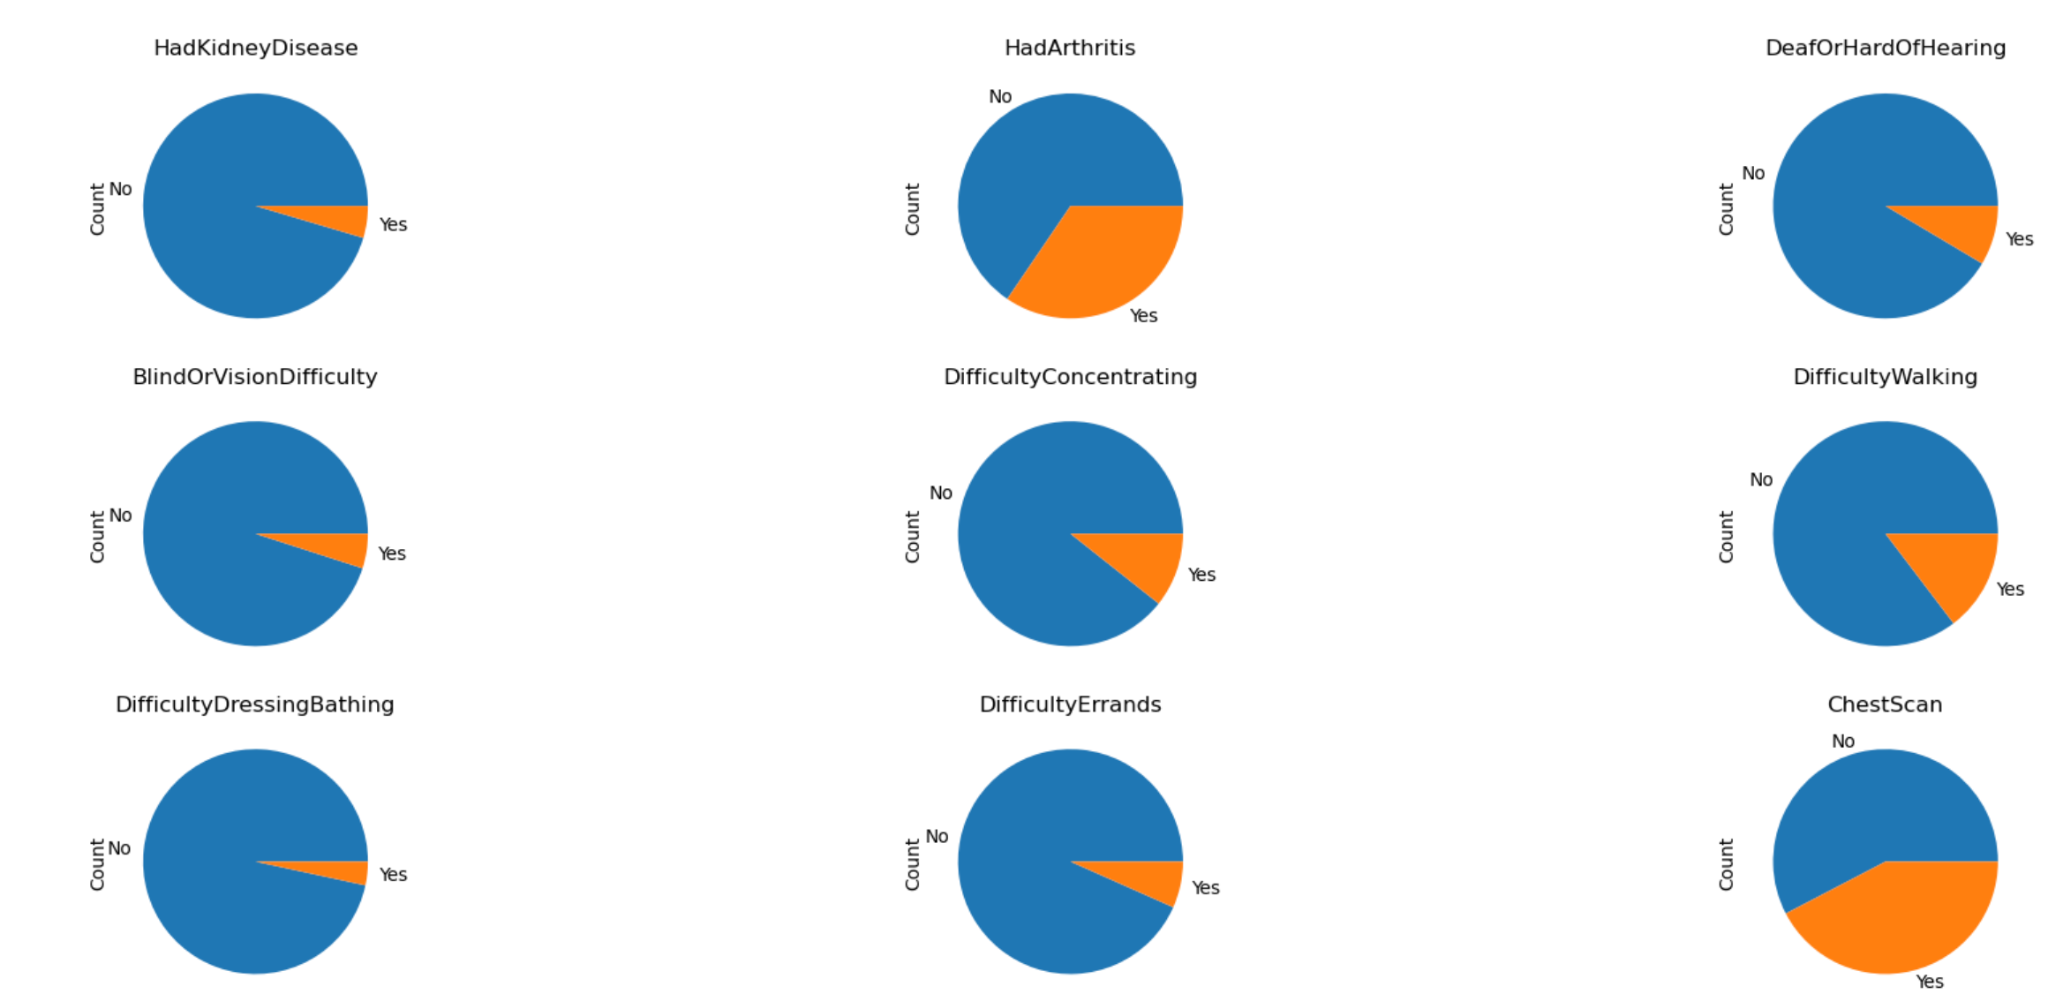 HadKidneyDisease
No
Count
Yes
HadArthritis
No
Count
Yes
DeafOrHardOfHearing
No
Count
Yes
BlindOrVisionDifficulty
No
Count
Yes
DifficultyConcentrating
No
Count
Yes
DifficultyWalking
No
Count
Yes
DifficultyDressingBathing
No
Count
Yes
DifficultyErrands
No
Count
Yes
ChestScan
No
Count
Yes